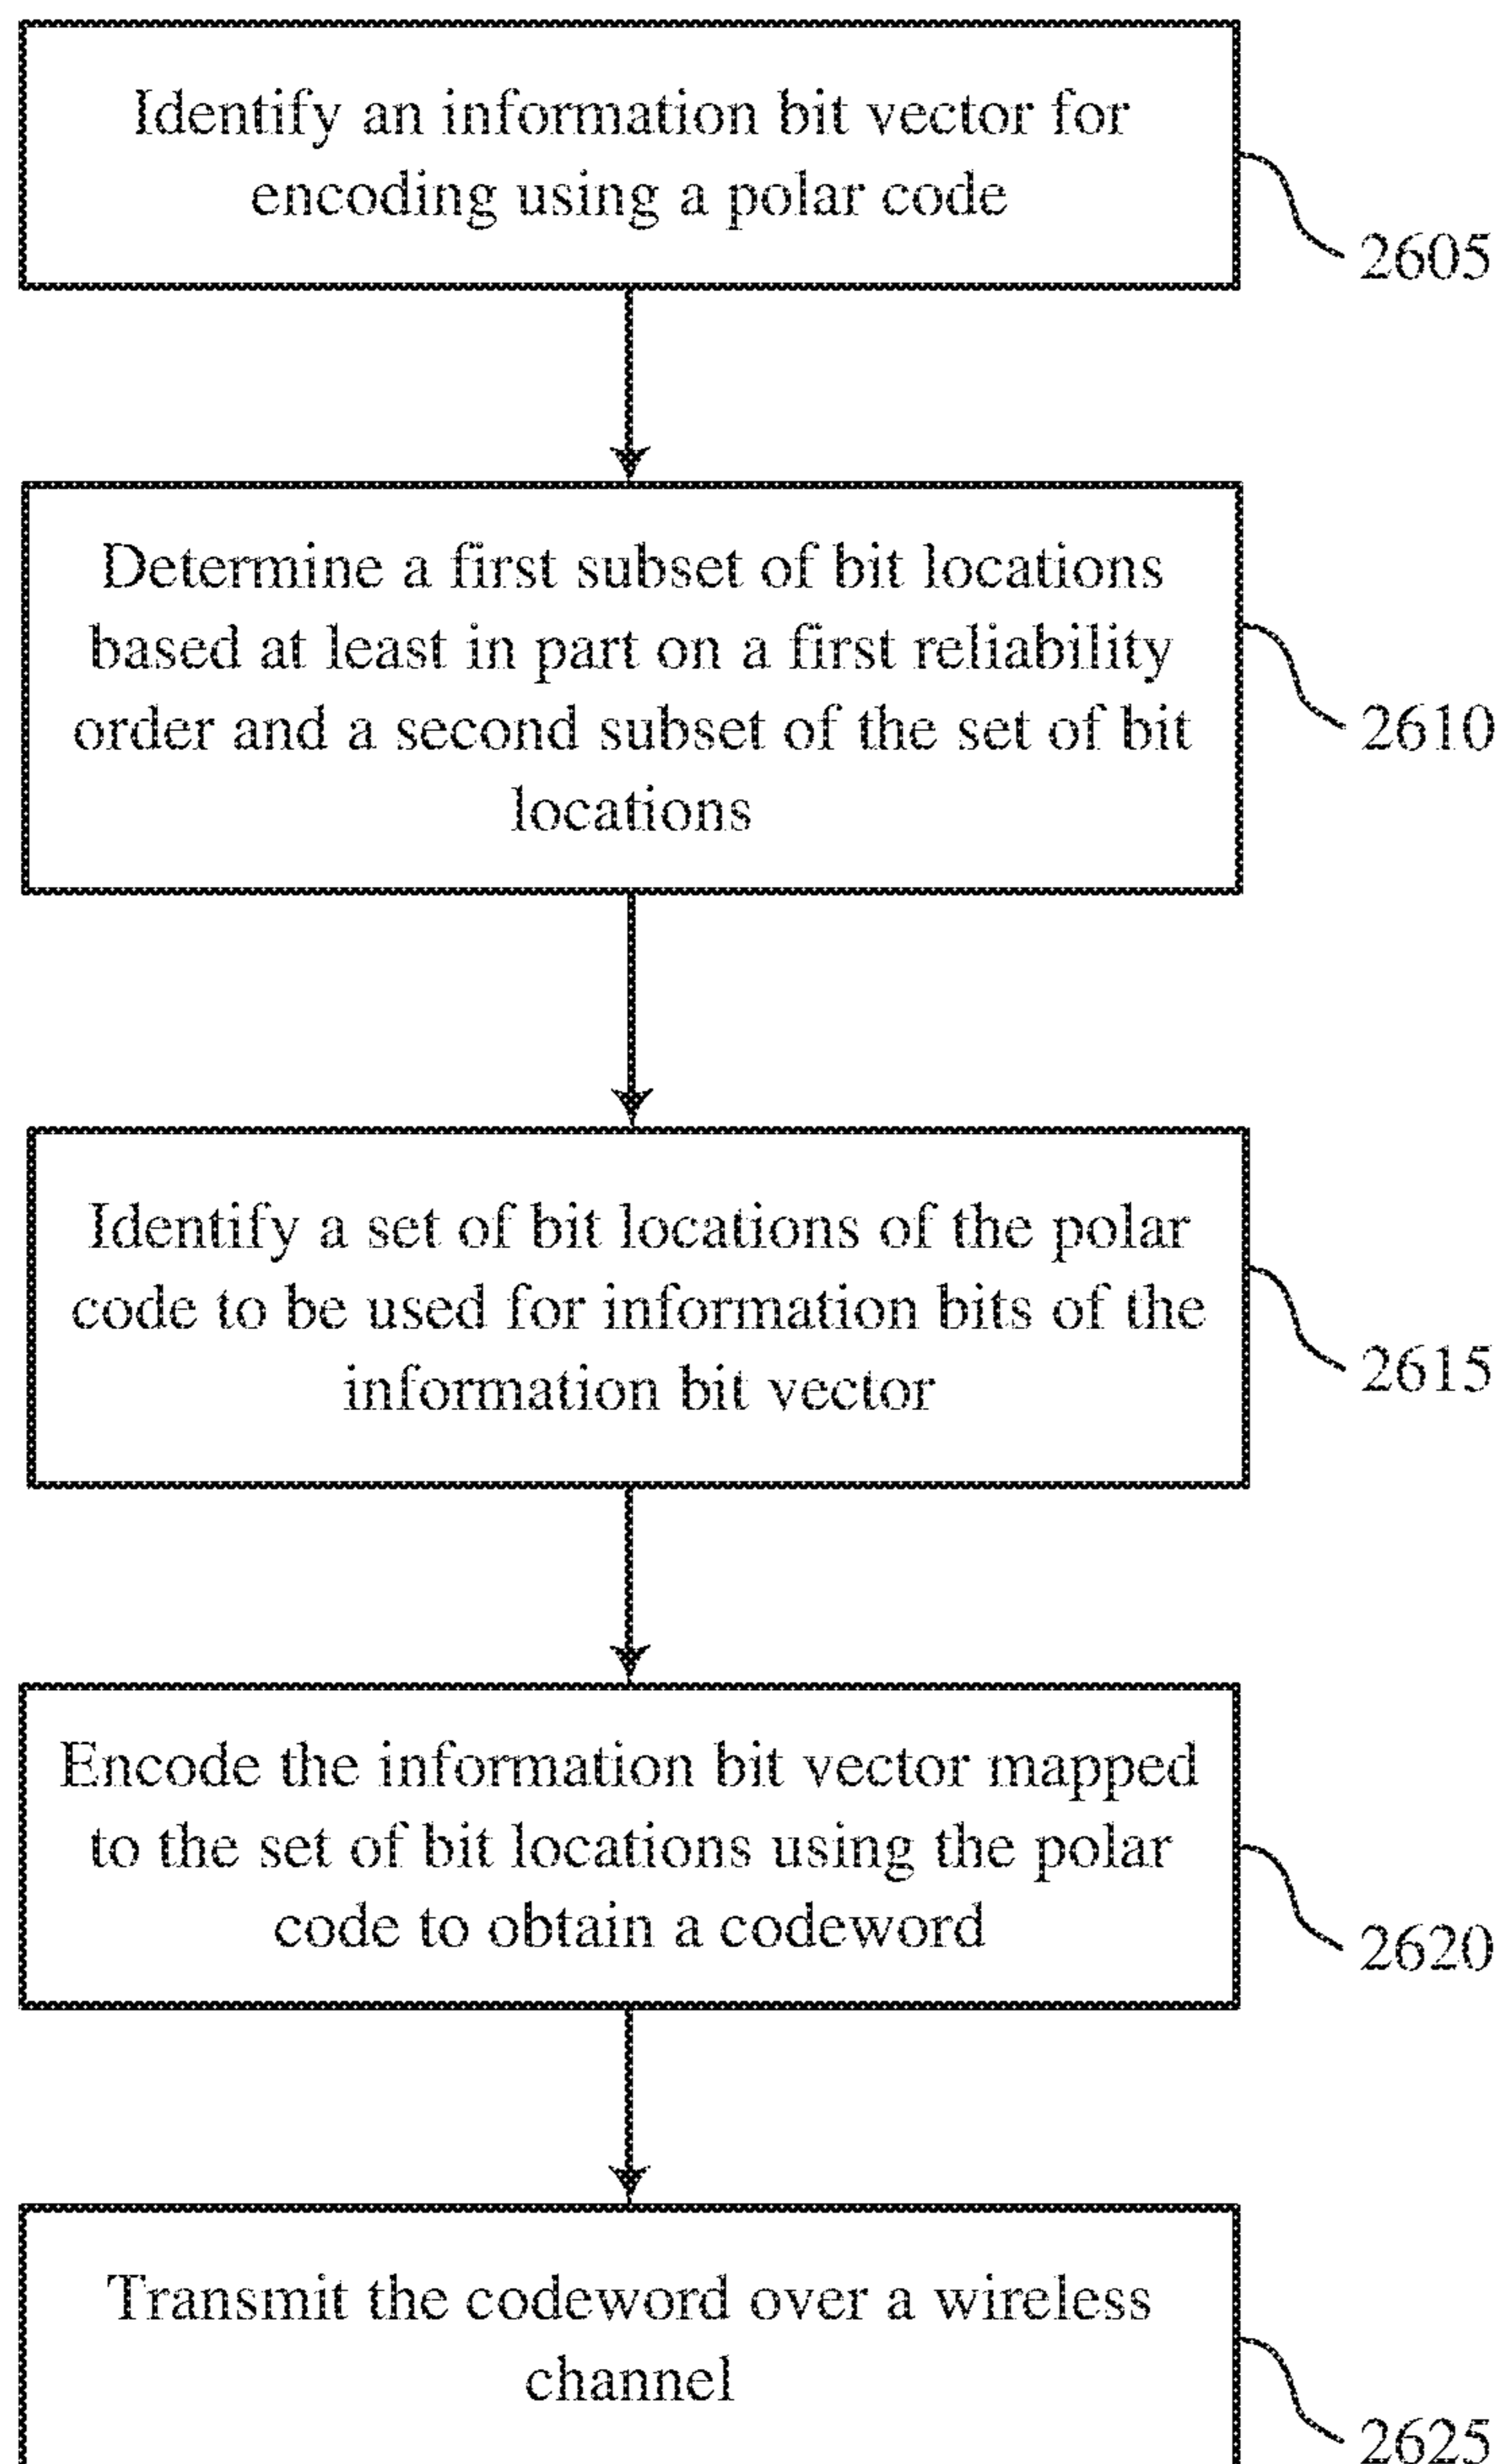 Identify an information bit vector for
encoding using a polar code
2605
Determine a first subset of bit locations
based at least in part on a first reliability
order and a second subset of the set of bit
locations
2610
Identify a set of bit locations of the polar
code to be used for information bits of the
information bit vector
2615
Encode the information bit vector mapped
to the set of bit locations using the polar
code to obtain a codeword
2620
Transmit the codeword over a wireless
channel
2625